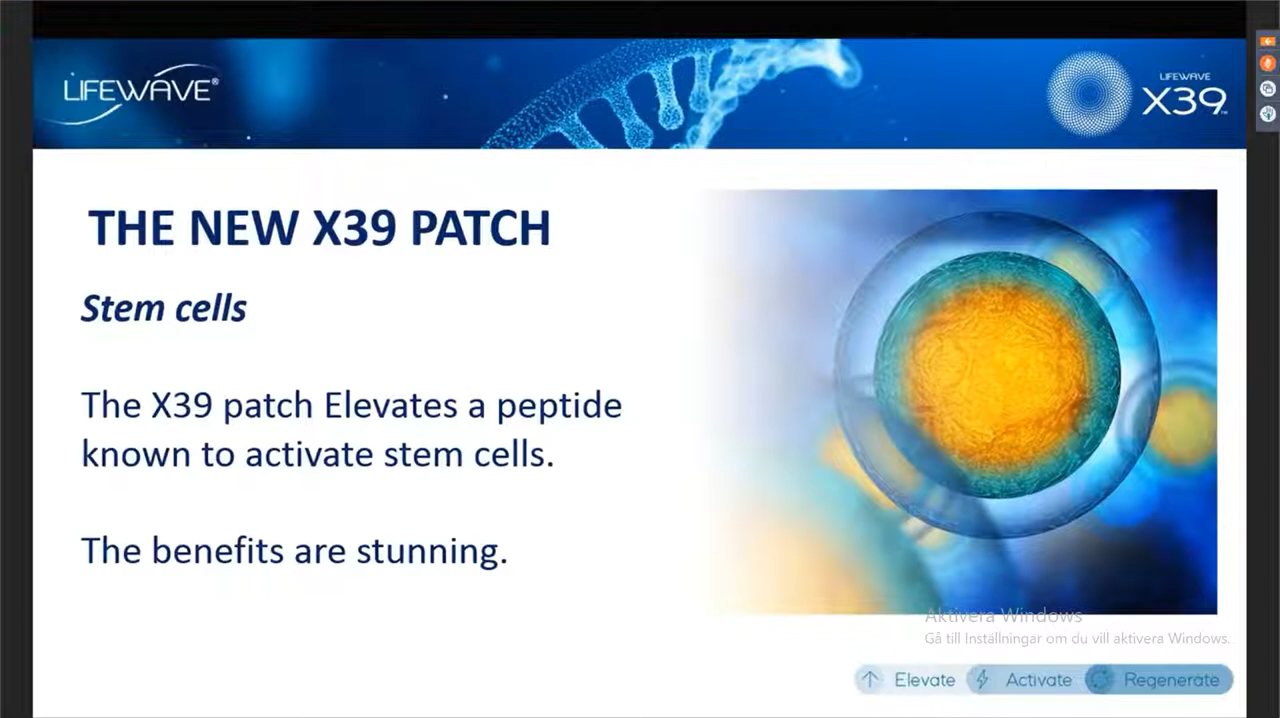 LIFEWAVE®
LIFEWAVE
X39™
THE NEW X39 PATCH
Stem cells
The X39 patch Elevates a peptide
known to activate stem cells.
The benefits are stunning.
Aktivera Windows
Gå till Inställningar om du vill aktivera Windows.
Elevate Activate Regenerate